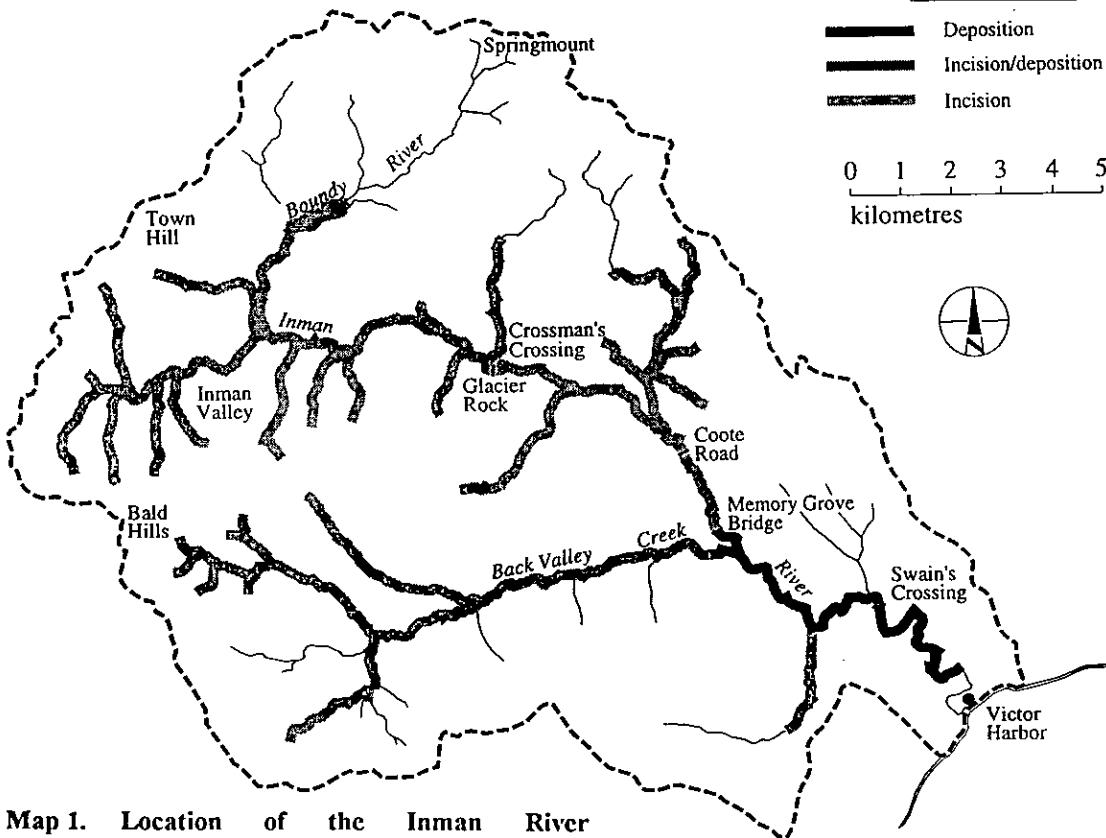 Springmount
Deposition
Incision/deposition
Incision
0 1 2 3 4 5
kilometres
River
Boundy
Town
Hill
N
Inman
Crossman's
Crossing
Glacier
Rock
Inman
Valley
Coote
Road
Bald
Hills
Memory Grove
Bridge
Creek
Back Valley
River
Swain's
Crossing
Victor
Harbor
Map 1. Location of the Inman River